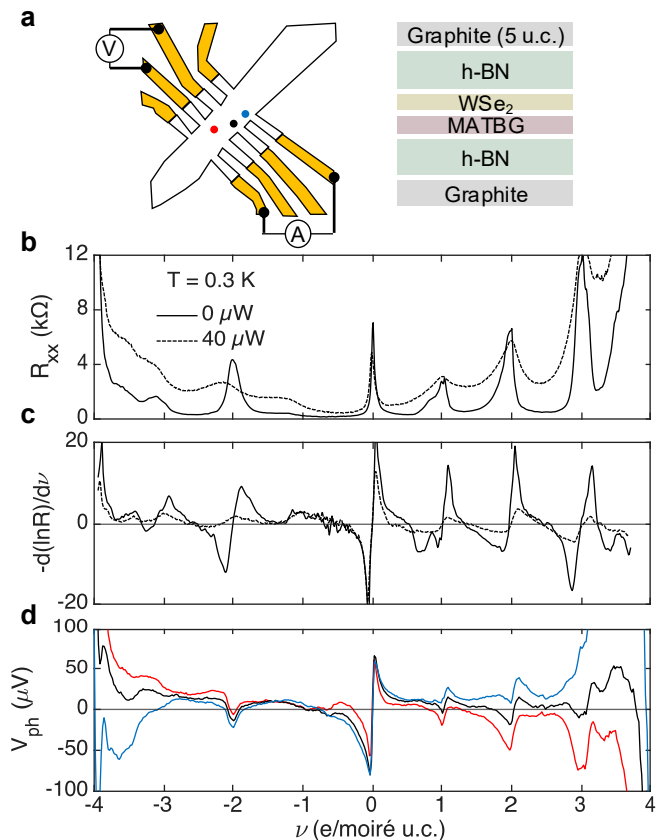 a
V
A
Graphite (5 u.c.)
h-BN
WSe₂
MATBG
h-BN
Graphite
b
T = 0.3 K
0 µW
40 µW
12
8
4
0
R_xx (kΩ)
c
20
0
-20
-d(lnR)/dν
d
100
50
0
-50
-100
V_ph (µV)
-4 -3 -2 -1 0 1 2 3 4
ν (e/moiré u.c.)